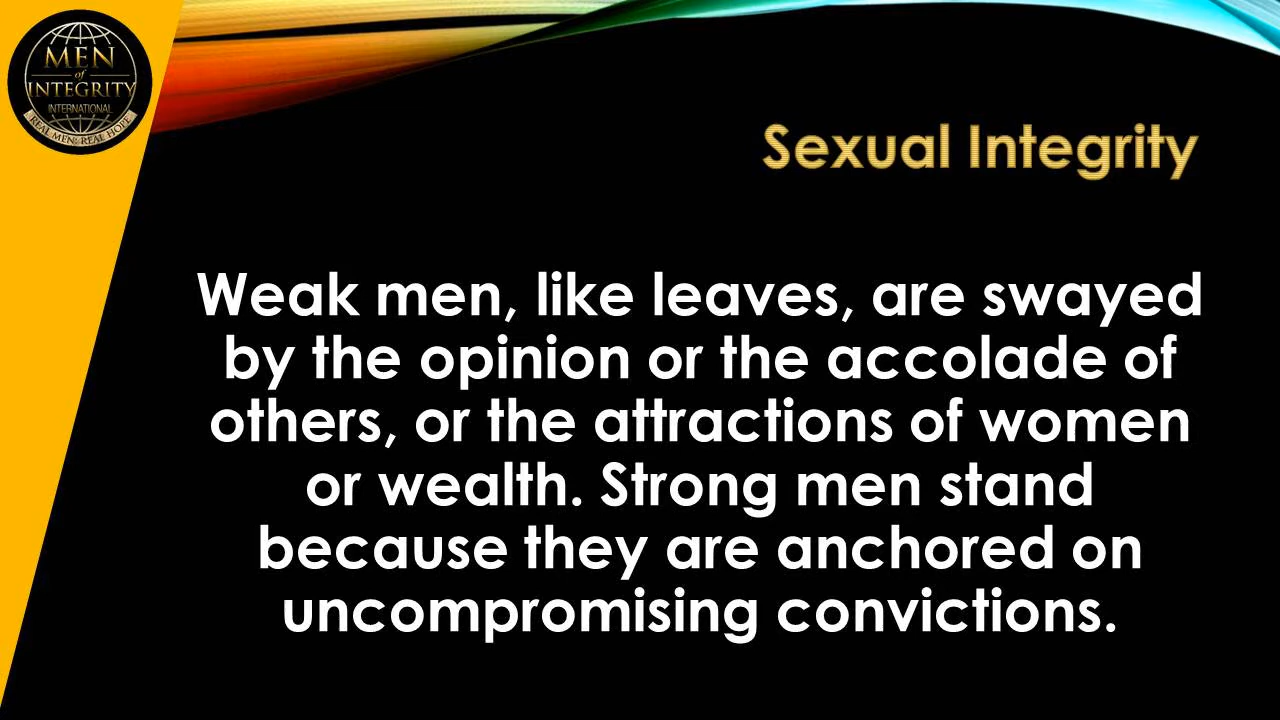 MEN
of
INTEGRITY
INTERNATIONAL
REAL MEN: REAL HOPE
Sexual Integrity
Weak men, like leaves, are swayed
by the opinion or the accolade of
others, or the attractions of women
or wealth. Strong men stand
because they are anchored on
uncompromising convictions.